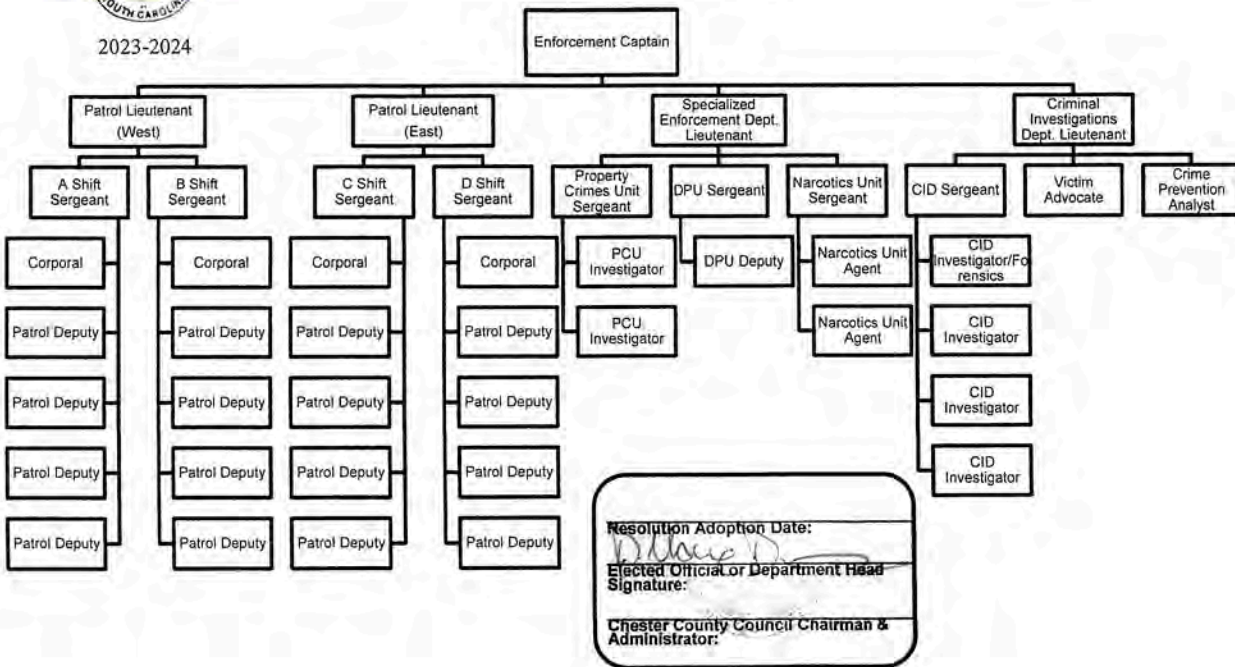 SOUTH CAROLINA
2023-2024
Enforcement Captain
Patrol Lieutenant
(West)
Patrol Lieutenant
(East)
Specialized
Enforcement Dept.
Lieutenant
Criminal
Investigations
Dept. Lieutenant
A Shift
Sergeant
B Shift
Sergeant
C Shift
Sergeant
D Shift
Sergeant
Property
Crimes Unit
Sergeant
DPU Sergeant
Narcotics Unit
Sergeant
CID Sergeant
Victim
Advocate
Crime
Prevention
Analyst
Corporal
Corporal
Corporal
Corporal
PCU
Investigator
DPU Deputy
Narcotics Unit
Agent
CID
Investigator/Fo
rensics
Patrol Deputy
Patrol Deputy
Patrol Deputy
Patrol Deputy
PCU
Investigator
Narcotics Unit
Agent
CID
Investigator
Patrol Deputy
Patrol Deputy
Patrol Deputy
Patrol Deputy
CID
Investigator
Patrol Deputy
Patrol Deputy
Patrol Deputy
Patrol Deputy
CID
Investigator
Patrol Deputy
Patrol Deputy
Patrol Deputy
Patrol Deputy
Resolution Adoption Date:
Elected Official or Department Head
Signature:
Chester County Council Chairman &
Administrator: